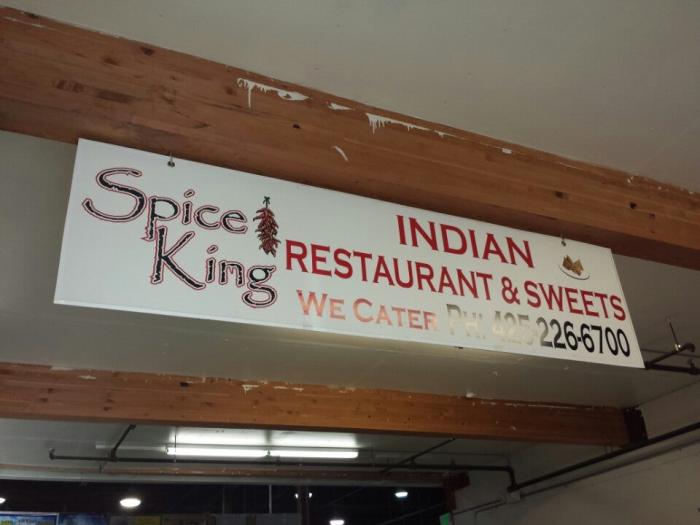 Spice
King
INDIAN
RESTAURANT & SWEETS
WE CATER PH: 425-226-6700